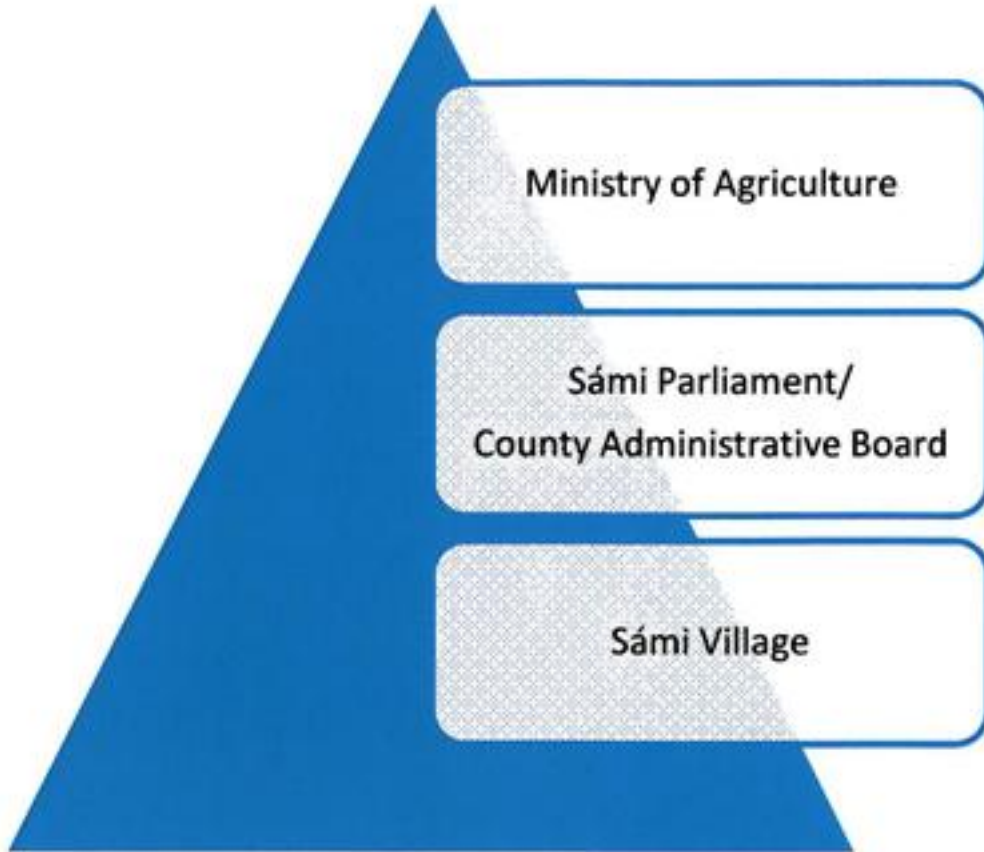 Ministry of Agriculture
Sámi Parliament/
County Administrative Board
Sámi Village